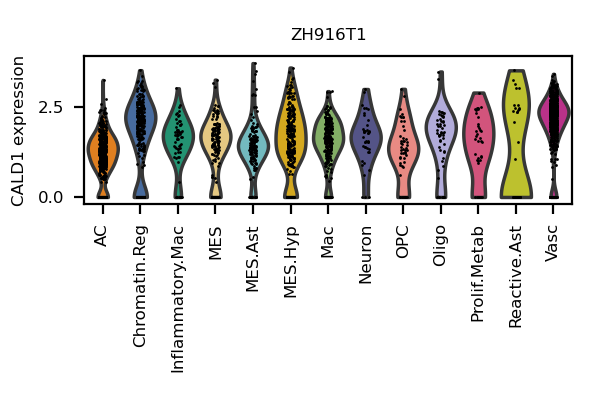 ZH916T1
CALD1 expression
2.5
0.0
AC
Chromatin.Reg
Inflammatory.Mac
MES
MES.Ast
MES.Hyp
Mac
Neuron
OPC
Oligo
Prolif.Metab
Reactive.Ast
Vasc